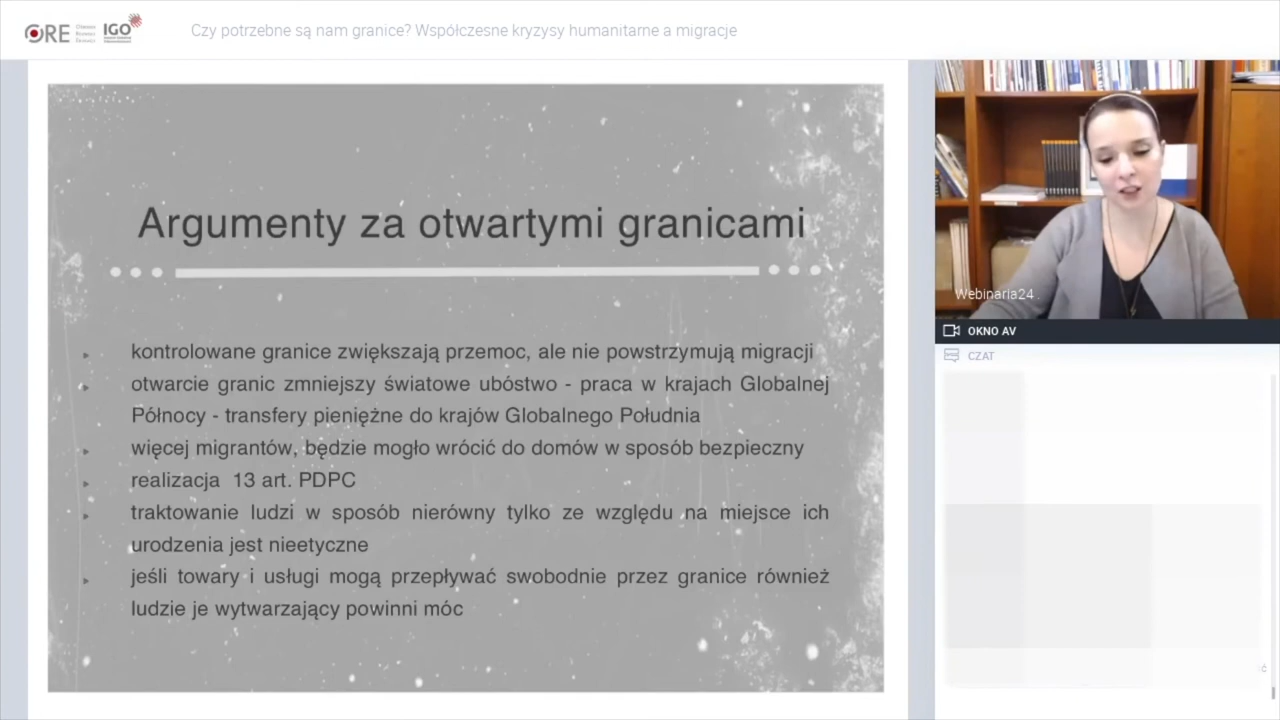 ORE
OŚRODEK
ROZWOJU
EDUKACJI
IGO
Czy potrzebne są nam granice? Współczesne kryzysy humanitarne a migracje
Argumenty za otwartymi granicami
kontrolowane granice zwiększają przemoc, ale nie powstrzymują migracji
otwarcie granic zmniejszy światowe ubóstwo - praca w krajach Globalnej
Północy - transfery pieniężne do krajów Globalnego Południa
więcej migrantów, będzie mogło wrócić do domów w sposób bezpieczny
realizacja 13 art. PDPC
traktowanie ludzi w sposób nierówny tylko ze względu na miejsce ich
urodzenia jest nieetyczne
jeśli towary i usługi mogą przepływać swobodnie przez granice również
ludzie je wytwarzający powinni móc
Webinaria24 .
OKNO AV
CZAT